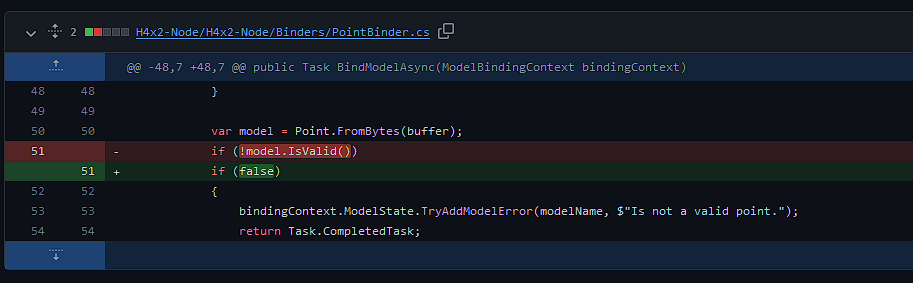 2 H4x2-Node/H4x2-Node/Binders/PointBinder.cs
@@ -48,7 +48,7 @@ public Task BindModelAsync(ModelBindingContext bindingContext)
48 48 }
49 49
50 50 var model = Point.FromBytes(buffer);
51 - if (!model.IsValid())
51 + if (false)
52 52 {
53 53 bindingContext.ModelState.TryAddModelError(modelName, $"Is not a valid point.");
54 54 return Task.CompletedTask;